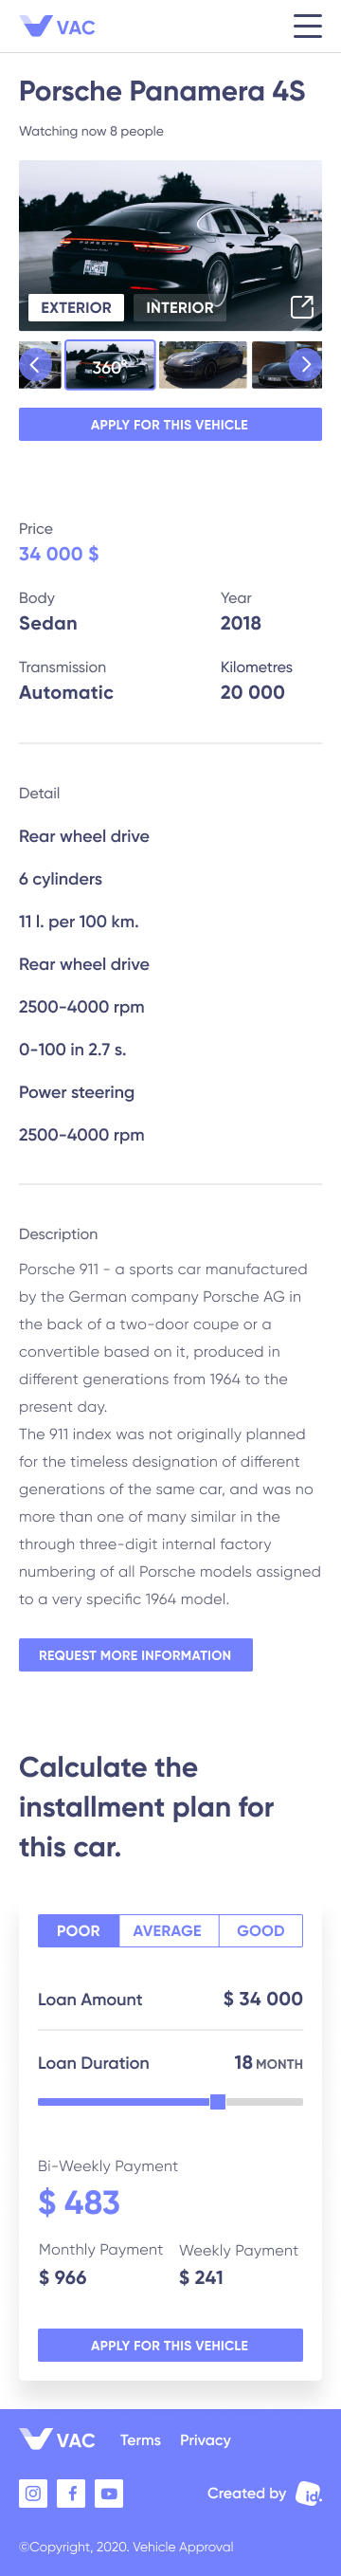 VAC
Porsche Panamera 4S
Watching now 8 people
PORSCHE
EXTERIOR INTERIOR
360°
APPLY FOR THIS VEHICLE
Price
34 000 $
Body Year
Sedan 2018
Transmission Kilometres
Automatic 20 000
Detail
Rear wheel drive
6 cylinders
11 l. per 100 km.
Rear wheel drive
2500-4000 rpm
0-100 in 2.7 s.
Power steering
2500-4000 rpm
Description
Porsche 911 - a sports car manufactured
by the German company Porsche AG in
the back of a two-door coupe or a
convertible based on it, produced in
different generations from 1964 to the
present day.
The 911 index was not originally planned
for the timeless designation of different
generations of the same car, and was no
more than one of many similar in the
through three-digit internal factory
numbering of all Porsche models assigned
to a very specific 1964 model.
REQUEST MORE INFORMATION
Calculate the
installment plan for
this car.
POOR AVERAGE GOOD
Loan Amount $ 34 000
Loan Duration 18 MONTH
Bi-Weekly Payment
$ 483
Monthly Payment Weekly Payment
$ 966 $ 241
APPLY FOR THIS VEHICLE
VAC Terms Privacy
Created by id.
©Copyright, 2020. Vehicle Approval